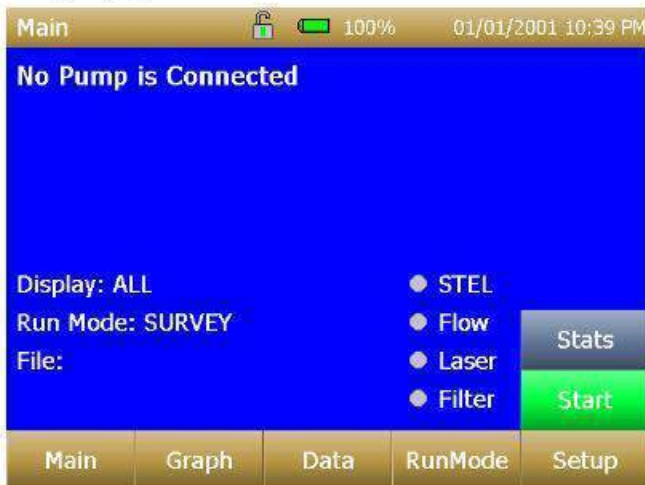 Main 100% 01/01/2001 10:39 PM
No Pump is Connected
Display: ALL
Run Mode: SURVEY
File:
STEL
Flow
Laser
Filter
Stats
Start
Main Graph Data RunMode Setup